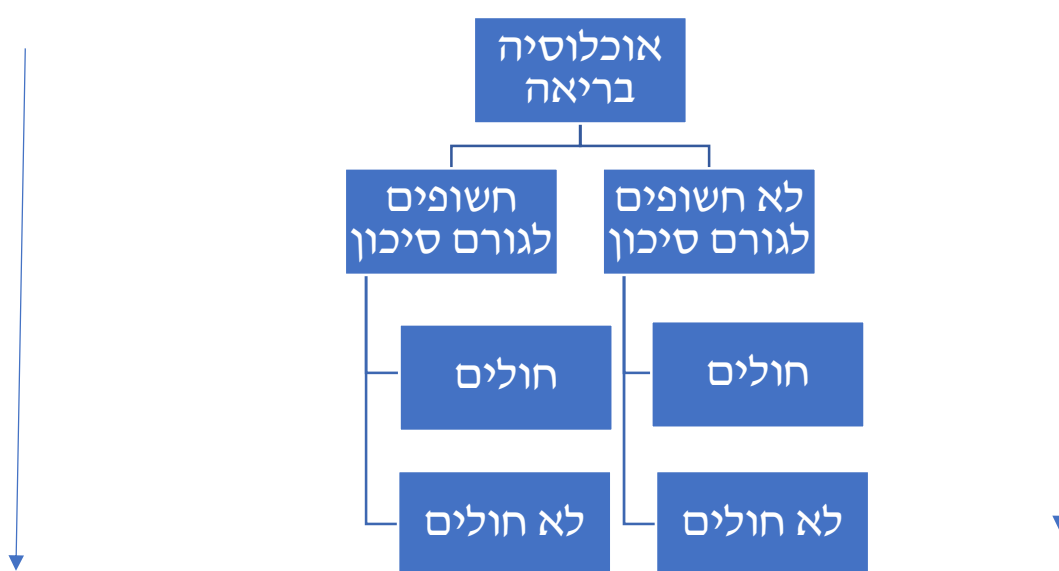 אוכלוסיה
בריאה
לא חשופים
לגורם סיכון
חשופים
לגורם סיכון
חולים
חולים
לא חולים
לא חולים